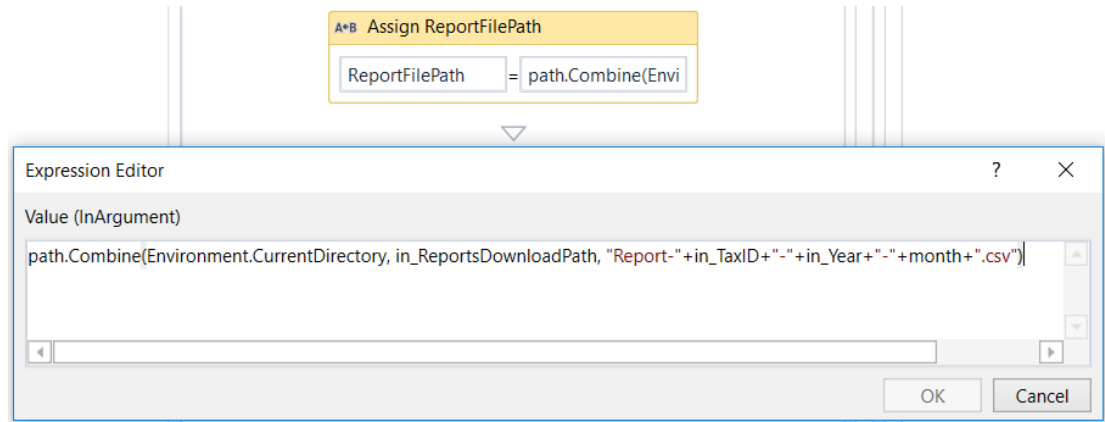 A+B Assign ReportFilePath
ReportFilePath = path.Combine(Envi
Expression Editor ? X
Value (InArgument)
path.Combine(Environment.CurrentDirectory, in_ReportsDownloadPath, "Report-"+in_TaxID+"-"+in_Year+"-"+month+".csv")
OK Cancel